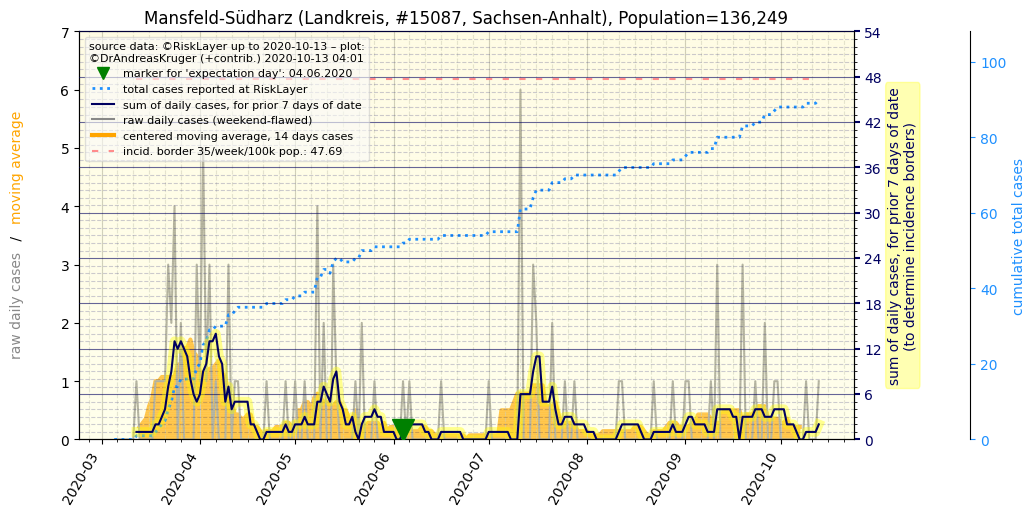 Mansfeld-Südharz (Landkreis, #15087, Sachsen-Anhalt), Population=136,249
source data: ©RiskLayer up to 2020-10-13 – plot:
©DrAndreasKruger (+contrib.) 2020-10-13 04:01
marker for 'expectation day': 04.06.2020
total cases reported at RiskLayer
sum of daily cases, for prior 7 days of date
raw daily cases (weekend-flawed)
centered moving average, 14 days cases
incid. border 35/week/100k pop.: 47.69
raw daily cases / moving average
7
6
5
4
3
2
1
0
54
48
42
36
30
24
18
12
6
0
sum of daily cases, for prior 7 days of date
(to determine incidence borders)
100
80
60
40
20
0
cumulative total cases
2020-03
2020-04
2020-05
2020-06
2020-07
2020-08
2020-09
2020-10